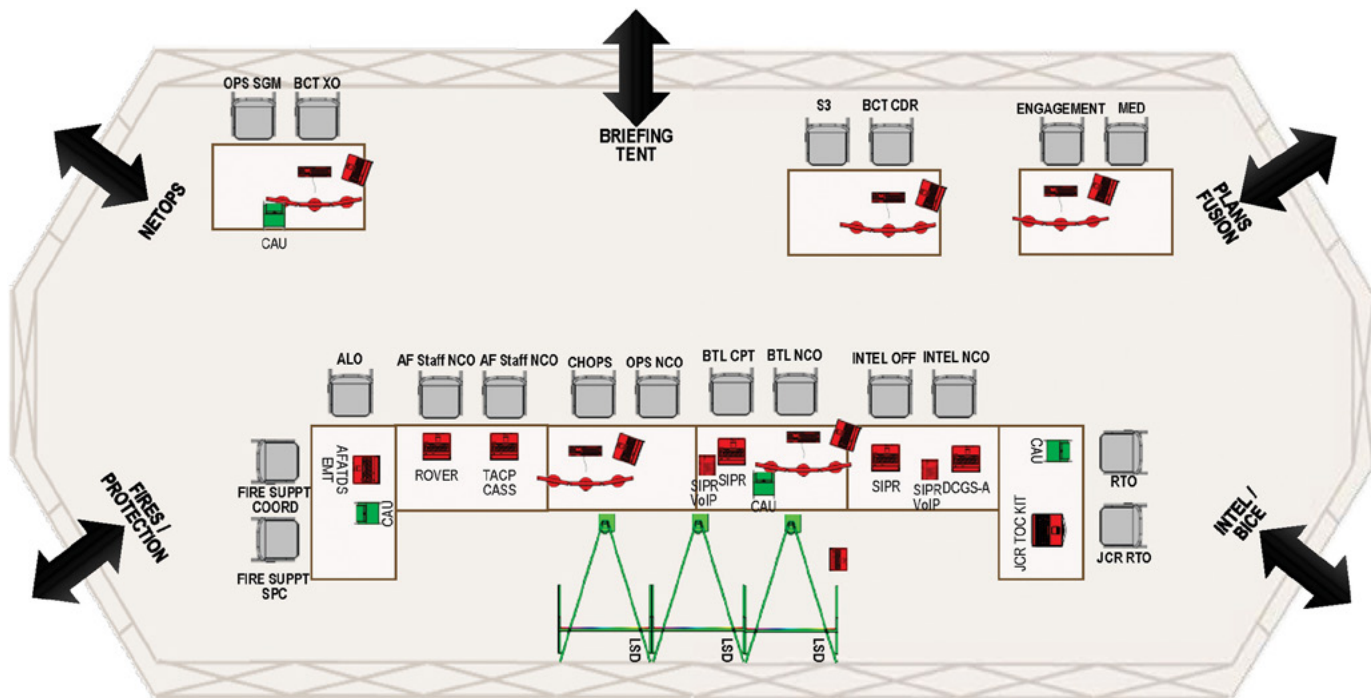 OPS SGM
BCT XO
S3
BCT CDR
ENGAGEMENT
MED
BRIEFING
TENT
NETOPS
PLANS
FUSION
CAU
ALO
AF Staff NCO
AF Staff NCO
CHOPS
OPS NCO
BTL CPT
BTL NCO
INTEL OFF
INTEL NCO
AFATDS
EMT
ROVER
TACP
CASS
SIPR
VoIP
SIPR
CAU
SIPR
SIPR
VoIP
DCGS-A
CAU
RTO
FIRE SUPPT
COORD
CAU
JCR TOC KIT
FIRES /
PROTECTION
INTEL /
BICE
FIRE SUPPT
SPC
JCR RTO
LSD
LSD
LSD